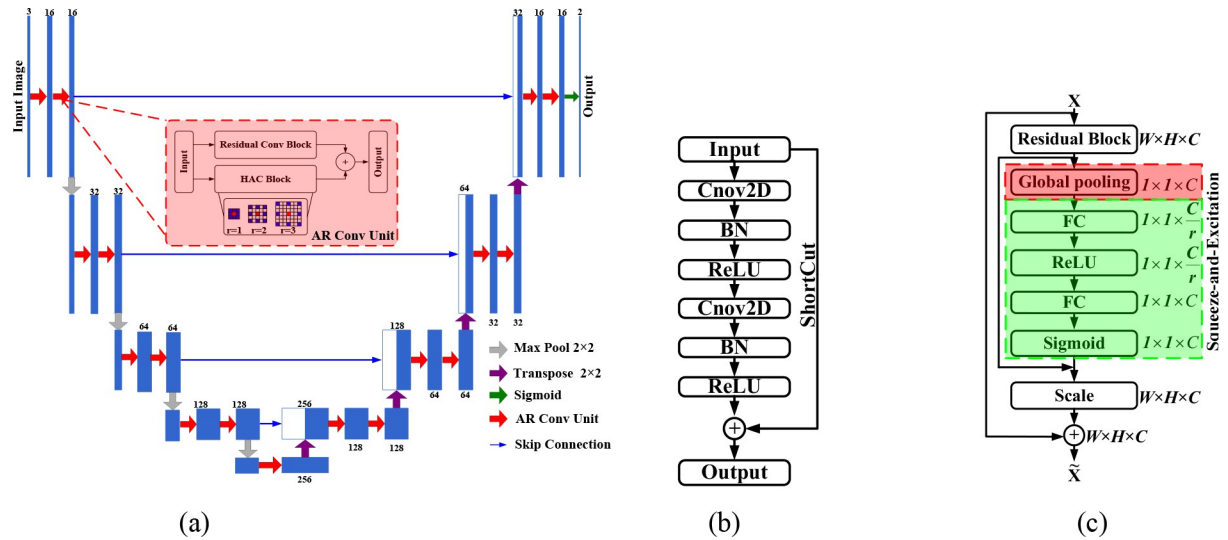 3
16
16
32
16
16
2
Input Image
Output
Residual Conv Block
Input
+
Output
HAC Block
r=1
r=2
r=3
AR Conv Unit
32
32
64
32
32
64
64
128
64
64
Max Pool 2×2
Transpose 2×2
Sigmoid
AR Conv Unit
Skip Connection
128
128
256
128
128
256
(a)
Input
Cnov2D
BN
ReLU
Cnov2D
BN
ReLU
+
Output
ShortCut
(b)
X
Residual Block W×H×C
Global pooling 1×1×C
FC 1×1×C/r
ReLU 1×1×C/r
FC 1×1×C
Sigmoid 1×1×C
Squeeze-and-Excitation
Scale W×H×C
+ W×H×C
X̃
(c)